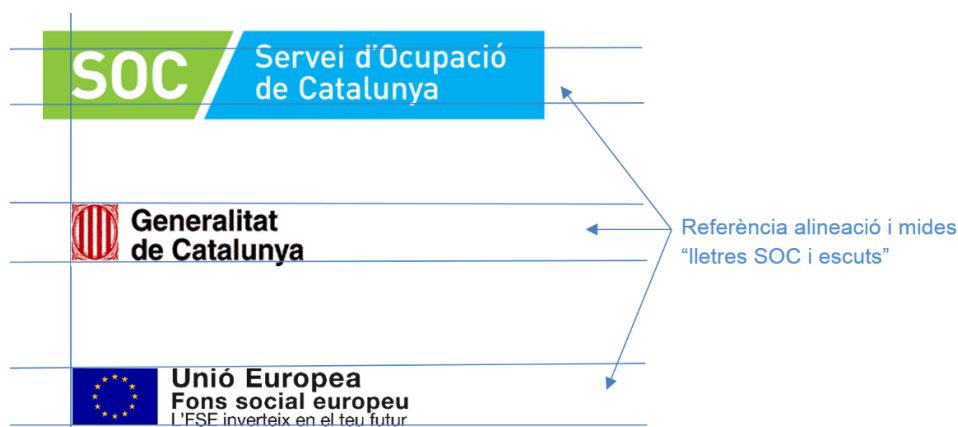 SOC
Servei d'Ocupació
de Catalunya
Generalitat
de Catalunya
Referència alineació i mides
“lletres SOC i escuts”
Unió Europea
Fons social europeu
L'FSE inverteix en el teu futur